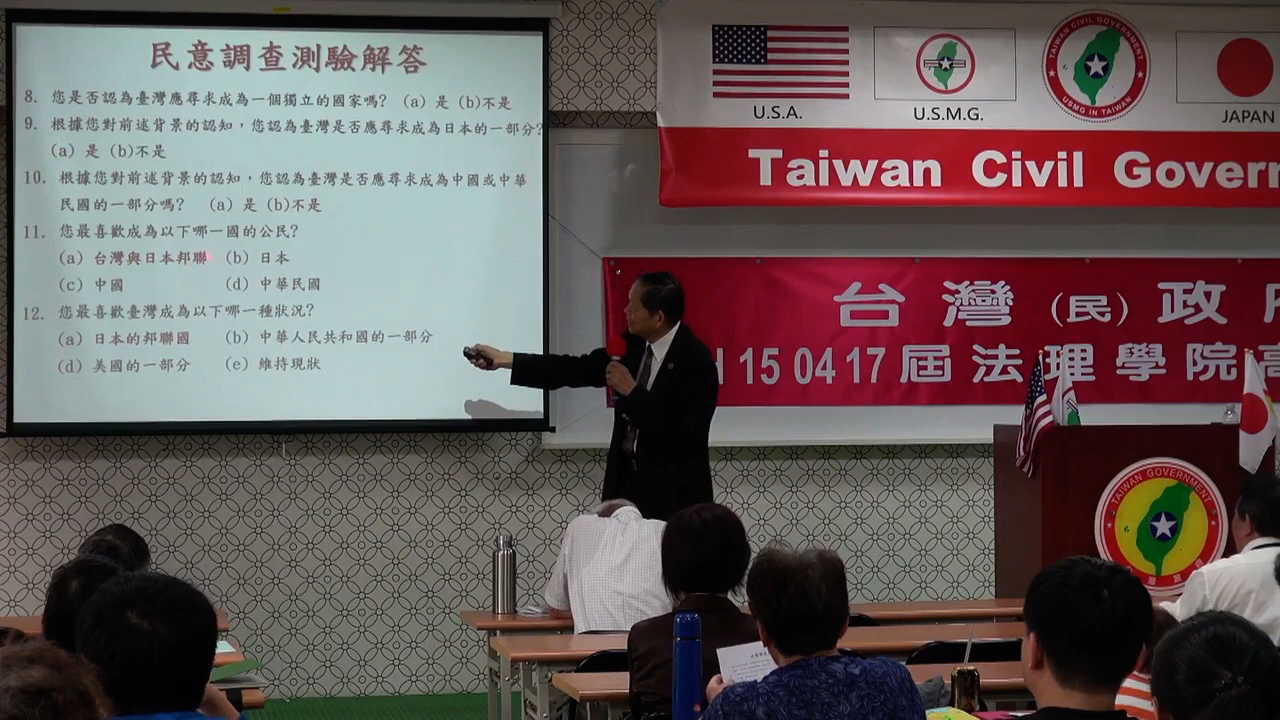 民意調查測驗解答
8. 您是否認為臺灣應尋求成為一個獨立的國家嗎? (a) 是 (b)不是
9. 根據您對前述背景的認知,您認為臺灣是否應尋求成為日本的一部分?
(a) 是 (b)不是
10. 根據您對前述背景的認知,您認為臺灣是否應尋求成為中國或中華
民國的一部分嗎? (a) 是 (b)不是
11. 您最喜歡成為以下哪一國的公民?
(a) 台灣與日本邦聯 (b) 日本
(c) 中國 (d) 中華民國
12. 您最喜歡臺灣成為以下哪一種狀況?
(a) 日本的邦聯國 (b) 中華人民共和國的一部分
(d) 美國的一部分 (e) 維持現狀
U.S.A. U.S.M.G. JAPAN
TAIWAN CIVIL GOVERNMENT
USMG IN TAIWAN
Taiwan Civil Govern
台灣(民)政府
15 04 17 屆法理學院高
TAIWAN GOVERNMENT